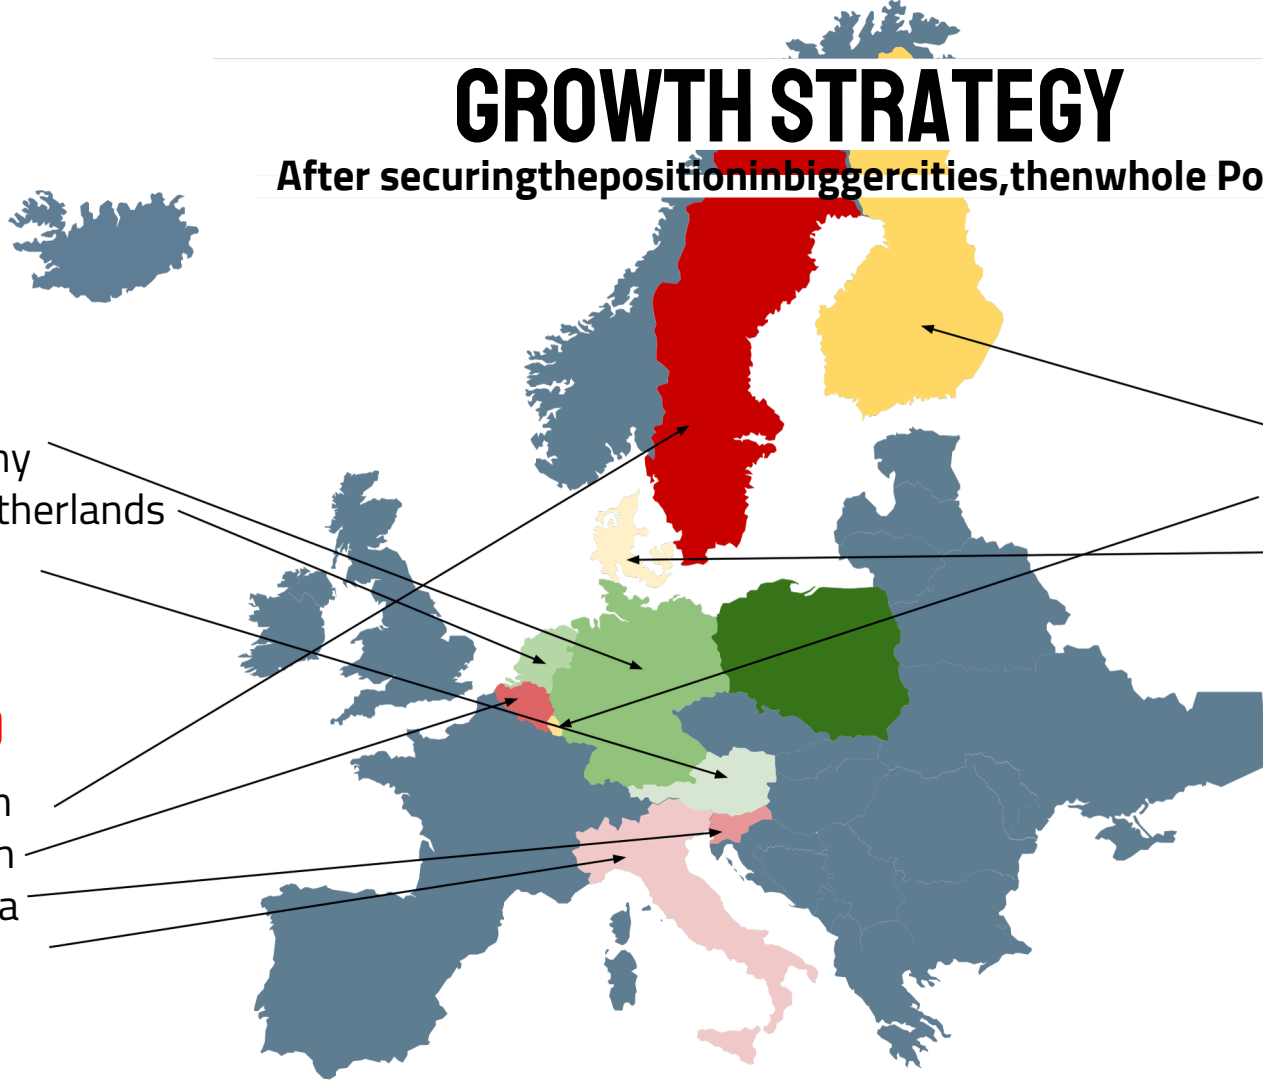 GROWTH STRATEGY
After securingthepositioninbiggercities,thenwhole Po
ny
therlands
n
n
a